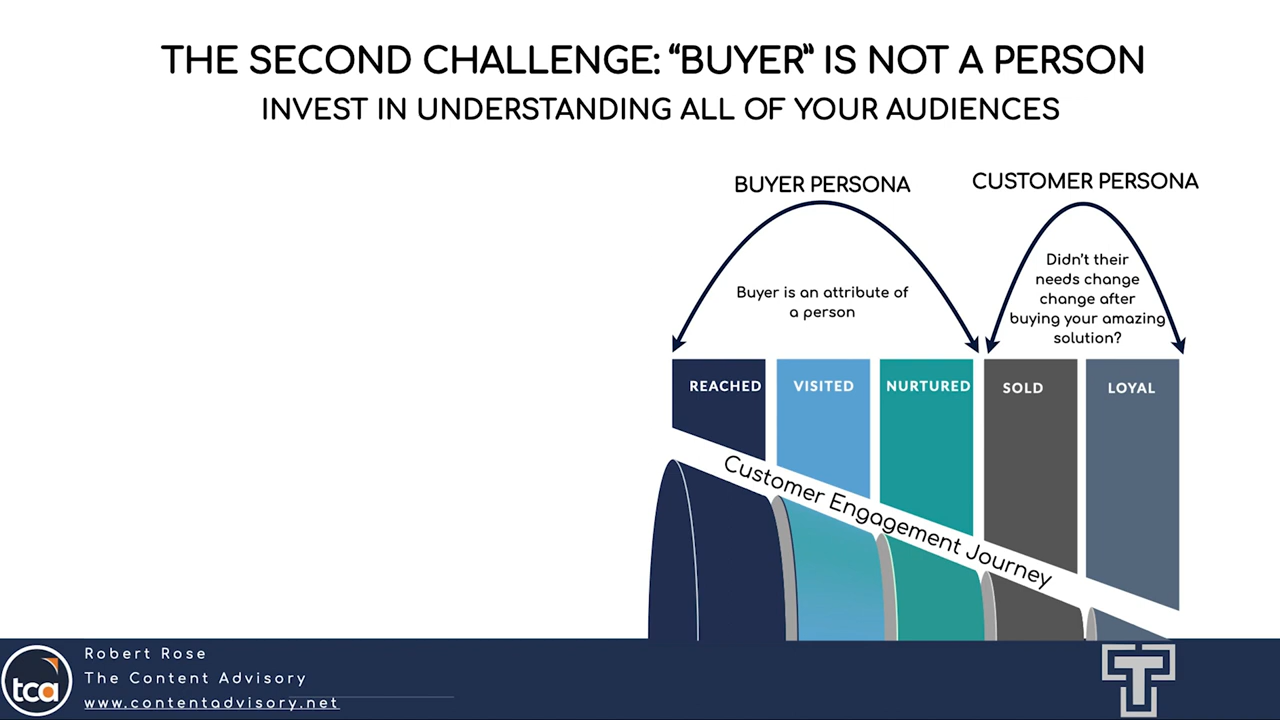 THE SECOND CHALLENGE: “BUYER” IS NOT A PERSON
INVEST IN UNDERSTANDING ALL OF YOUR AUDIENCES
BUYER PERSONA
CUSTOMER PERSONA
Buyer is an attribute of
a person
Didn’t their
needs change
change after
buying your amazing
solution?
REACHED
VISITED
NURTURED
SOLD
LOYAL
Customer Engagement Journey
tca
Robert Rose
The Content Advisory
www.contentadvisory.net
T